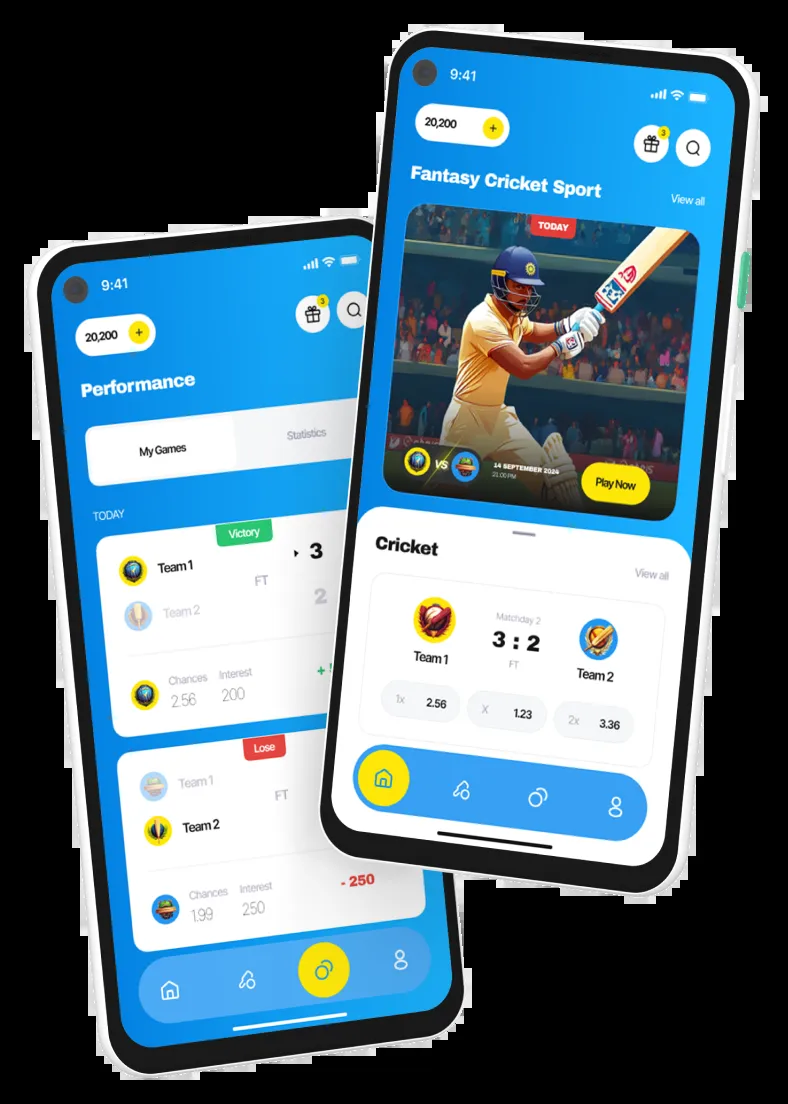 9:41
20,200 +
3
Performance
My Games
Statistics
TODAY
Victory
Team 1
3
FT
Team 2
2
Chances
Interest
2.56
200
+
Lose
Team 1
FT
Team 2
Chances
Interest
1.99
250
- 250
9:41
20,200 +
3
Fantasy Cricket Sport
View all
TODAY
VS
14 SEPTEMBER 2024
21:00 PM
Play Now
Cricket
View all
Matchday 2
3 : 2
FT
Team 1
Team 2
1x 2.56
X 1.23
2x 3.36